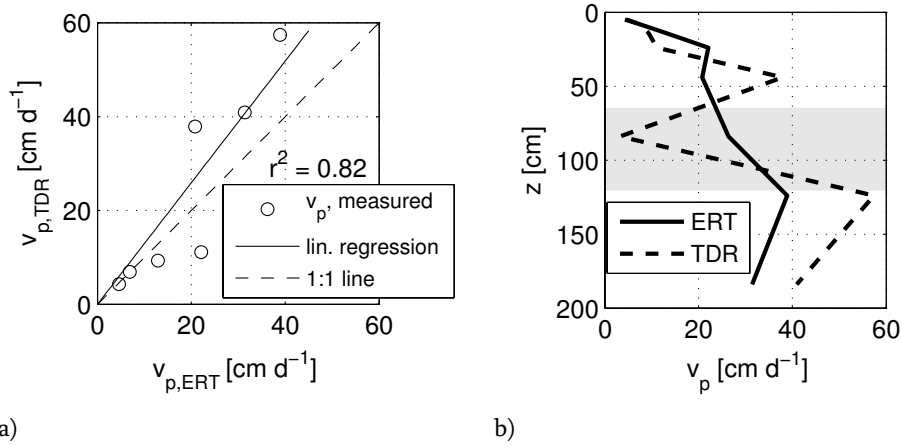 60
40
20
0
0 20 40 60
v_p,TDR [cm d⁻¹]
v_p,ERT [cm d⁻¹]
r² = 0.82
v_p, measured
lin. regression
1:1 line
a)
0
50
100
150
200
0 20 40 60
z [cm]
v_p [cm d⁻¹]
ERT
TDR
b)